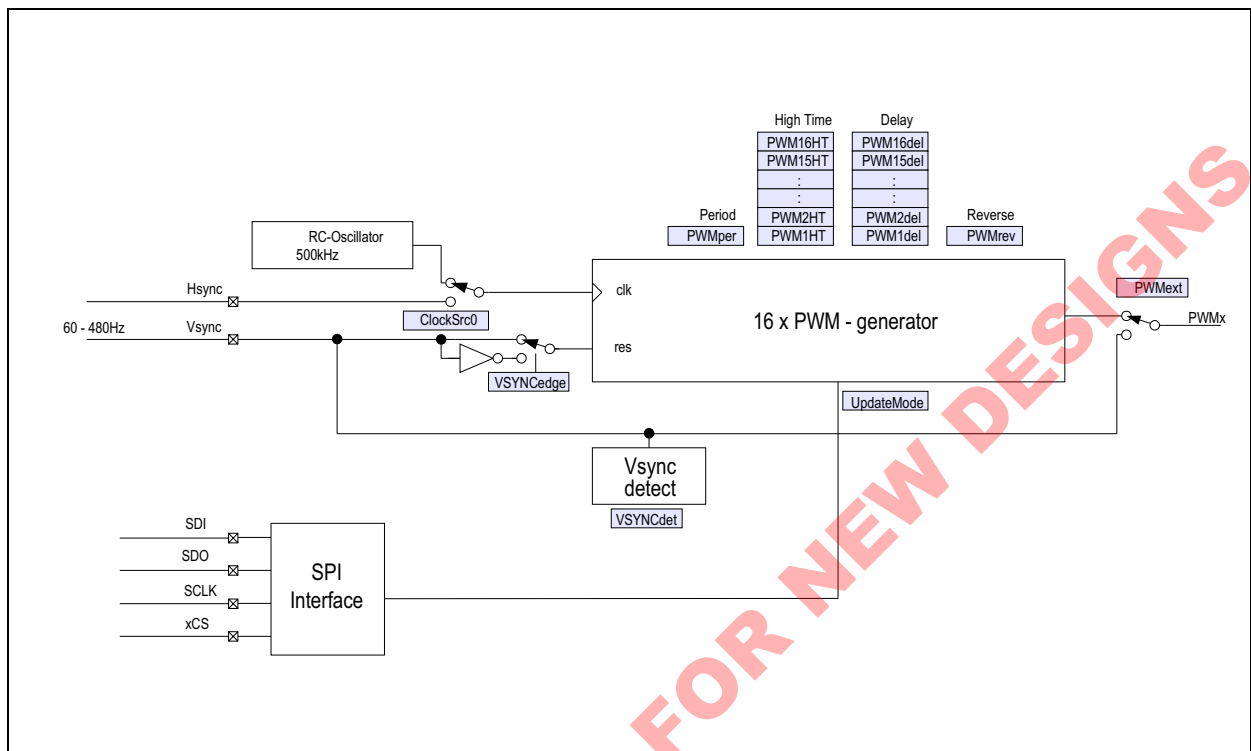 High Time
Delay
PWM16HT
PWM16del
PWM15HT
PWM15del
:
:
:
:
Period
PWM2HT
PWM2del
Reverse
PWMper
PWM1HT
PWM1del
PWMrev
RC-Oscillator
500kHz
Hsync
clk
PWMext
ClockSrc0
16 x PWM - generator
PWMx
60 - 480Hz
Vsync
res
VSYNCedge
UpdateMode
Vsync
detect
VSYNCdet
SDI
SDO
SCLK
xCS
SPI
Interface
FOR NEW DESIGNS